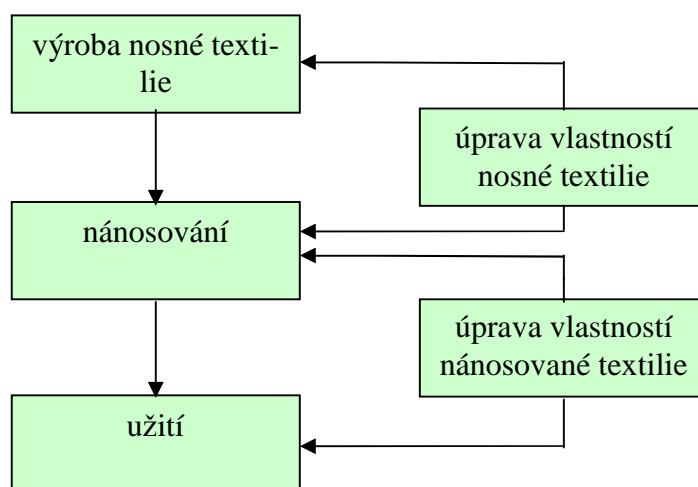 výroba nosné texti-
lie
úprava vlastností
nosné textilie
nánosování
úprava vlastností
nánosované textilie
užití